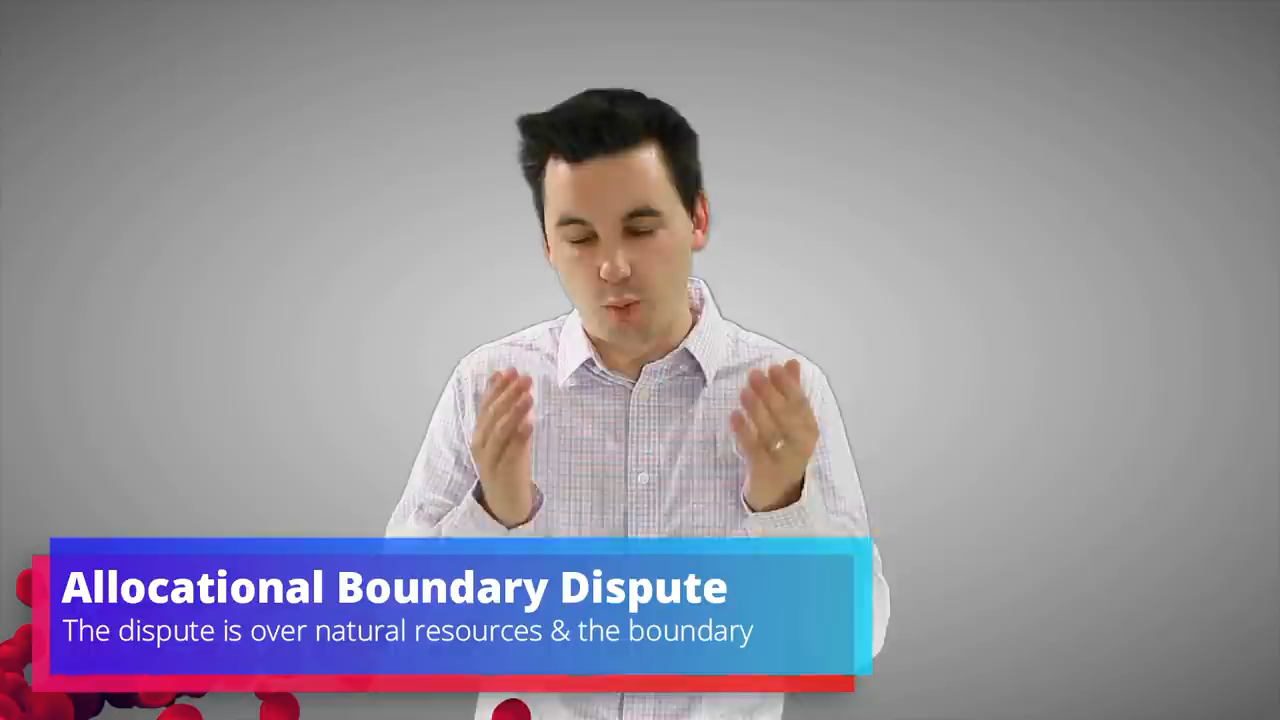 Allocational Boundary Dispute
The dispute is over natural resources & the boundary